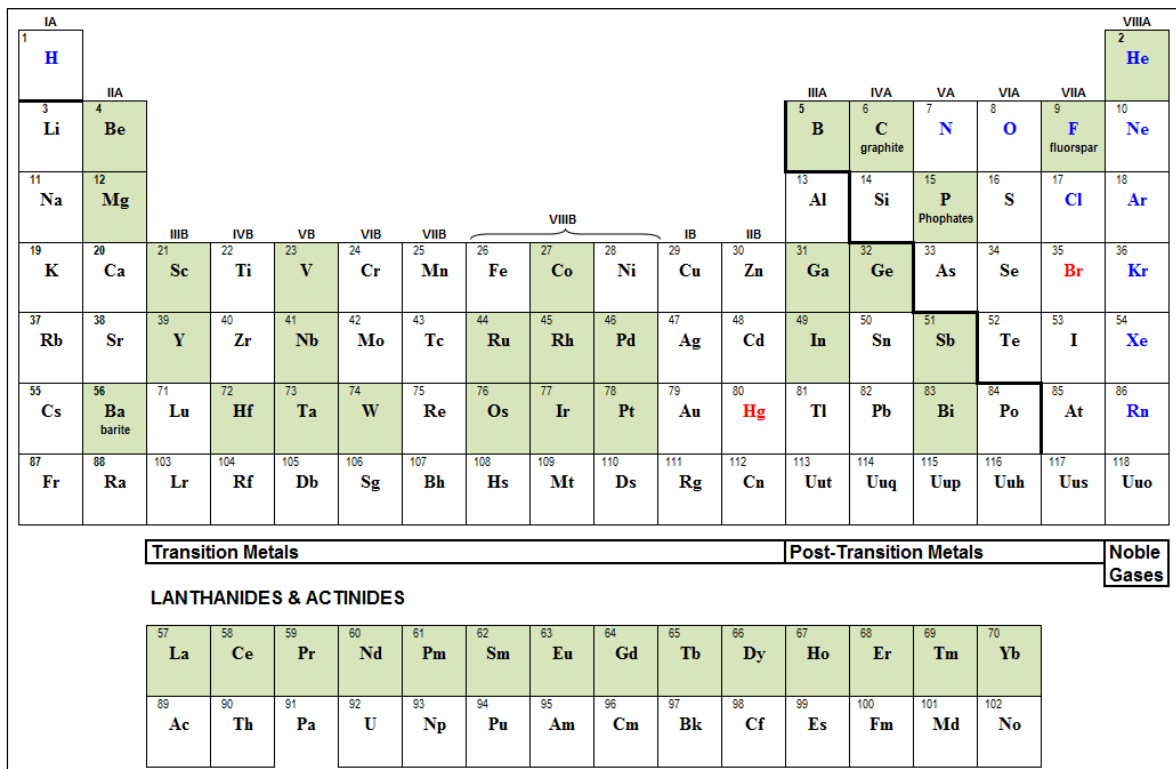 IA VIIIA
1 2
H He
IIA IIIA IVA VA VIA VIIA
3 4 5 6 7 8 9 10
Li Be B C N O F Ne
graphite fluorspar
11 12 13 14 15 16 17 18
Na Mg Al Si P S Cl Ar
Phophates
IIIB IVB VB VIB VIIB VIIIB IB IIB
19 20 21 22 23 24 25 26 27 28 29 30 31 32 33 34 35 36
K Ca Sc Ti V Cr Mn Fe Co Ni Cu Zn Ga Ge As Se Br Kr
37 38 39 40 41 42 43 44 45 46 47 48 49 50 51 52 53 54
Rb Sr Y Zr Nb Mo Tc Ru Rh Pd Ag Cd In Sn Sb Te I Xe
55 56 71 72 73 74 75 76 77 78 79 80 81 82 83 84 85 86
Cs Ba Lu Hf Ta W Re Os Ir Pt Au Hg Tl Pb Bi Po At Rn
barite
87 88 103 104 105 106 107 108 109 110 111 112 113 114 115 116 117 118
Fr Ra Lr Rf Db Sg Bh Hs Mt Ds Rg Cn Uut Uuq Uup Uuh Uus Uuo
Transition Metals Post-Transition Metals Noble
Gases
LANTHANIDES & ACTINIDES
57 58 59 60 61 62 63 64 65 66 67 68 69 70
La Ce Pr Nd Pm Sm Eu Gd Tb Dy Ho Er Tm Yb
89 90 91 92 93 94 95 96 97 98 99 100 101 102
Ac Th Pa U Np Pu Am Cm Bk Cf Es Fm Md No